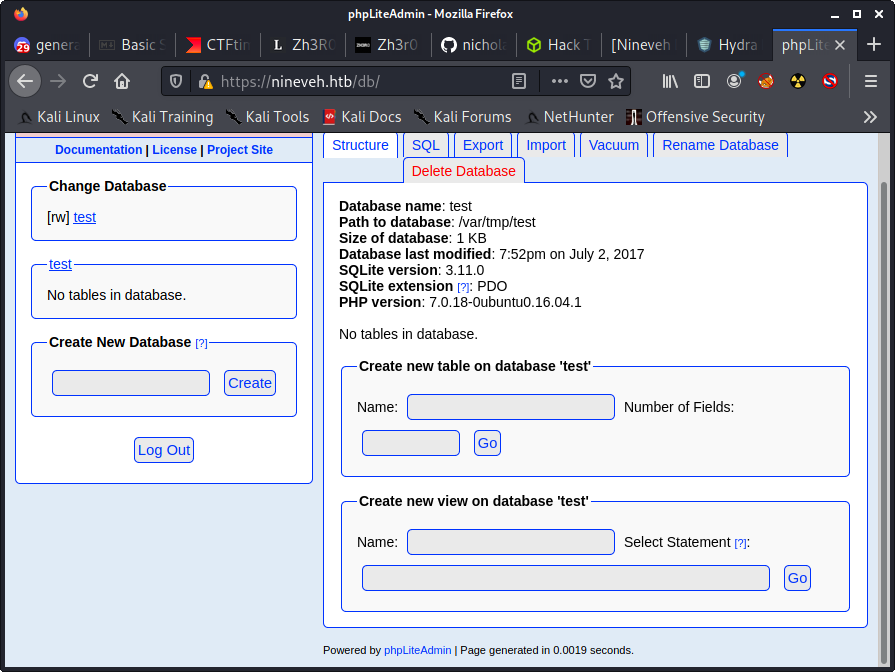 phpLiteAdmin - Mozilla Firefox
genera Basic S CTFtin Zh3R0 Zh3r0 nichol Hack T [Nineveh Hydra phpLite
https://nineveh.htb/db/
Kali Linux Kali Training Kali Tools Kali Docs Kali Forums NetHunter Offensive Security
Documentation | License | Project Site
Change Database
[rw] test
test
No tables in database.
Create New Database [?]
Create
Log Out
Structure SQL Export Import Vacuum Rename Database
Delete Database
Database name: test
Path to database: /var/tmp/test
Size of database: 1 KB
Database last modified: 7:52pm on July 2, 2017
SQLite version: 3.11.0
SQLite extension [?]: PDO
PHP version: 7.0.18-0ubuntu0.16.04.1
No tables in database.
Create new table on database 'test'
Name: Number of Fields:
Go
Create new view on database 'test'
Name: Select Statement [?]:
Go
Powered by phpLiteAdmin | Page generated in 0.0019 seconds.